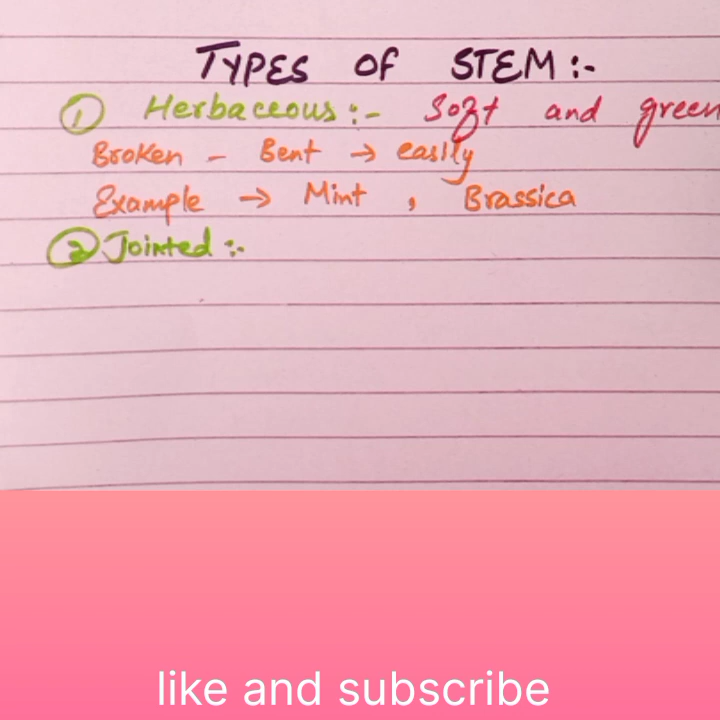 TYPES OF STEM :-
① Herbaceous :- Soft and green
Broken - Bent → easily
Example → Mint , Brassica
② Jointed :-
like and subscribe